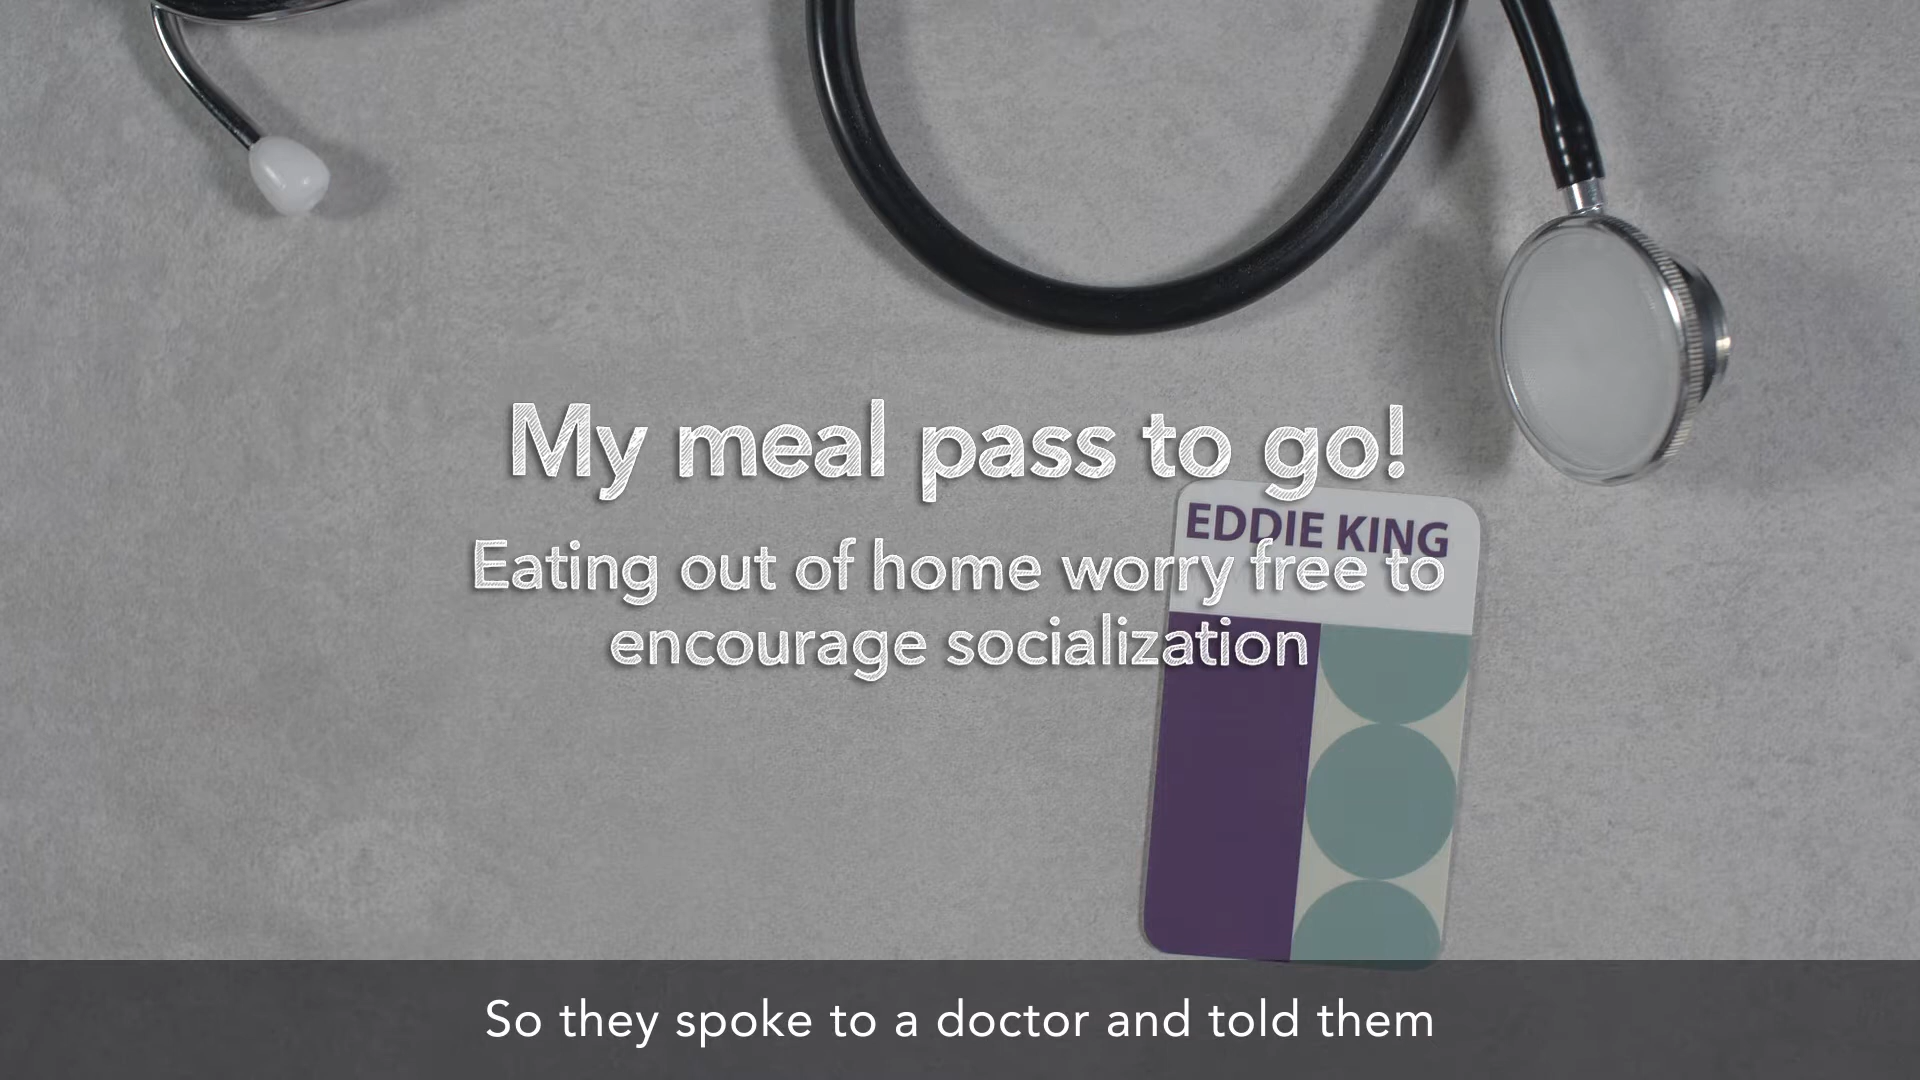 My meal pass to go!
EDDIE KING
Eating out of home worry free to
encourage socialization
So they spoke to a doctor and told them